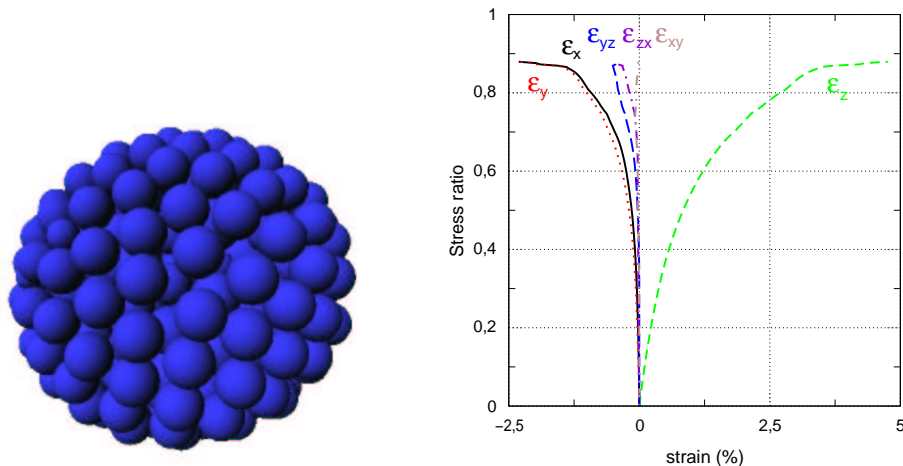 1
0,8
0,6
0,4
0,2
0
Stress ratio
εx
εyz
εzx
εxy
εy
εz
−2,5 0 2,5 5
strain (%)